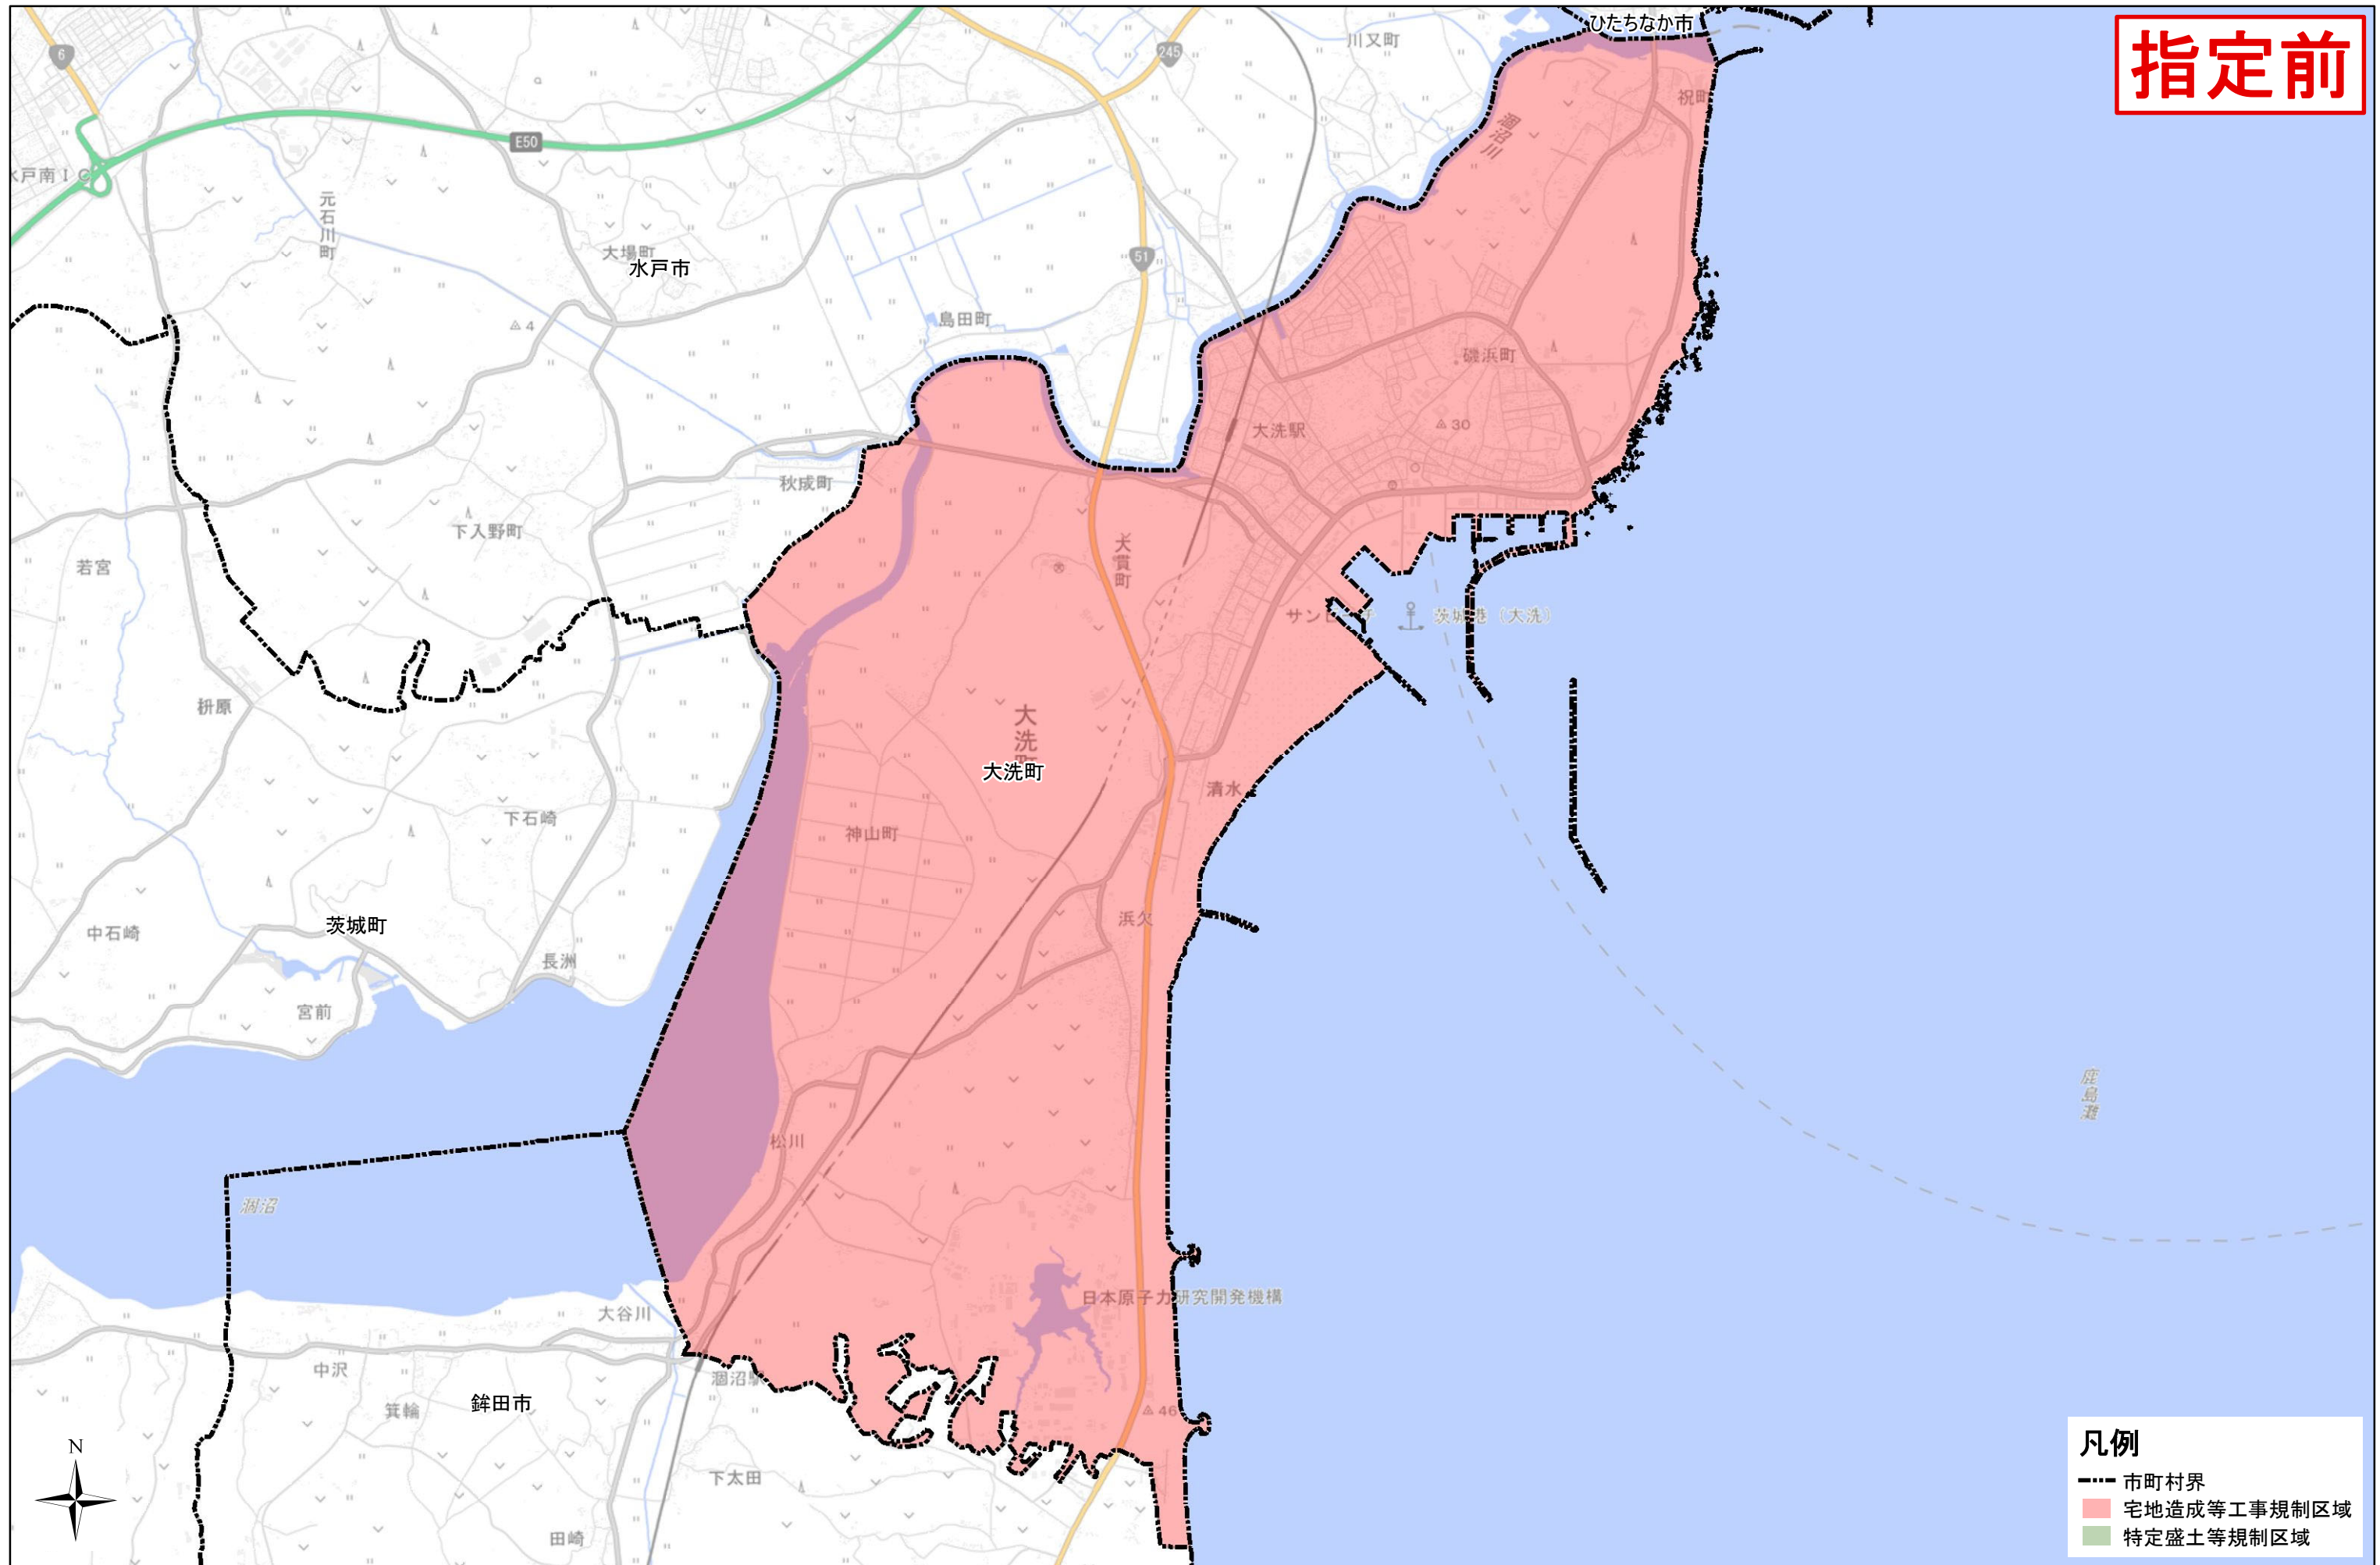 指定前
ひたちなか市
川又町
245
6
祝町
涸沼川
E50
水戸南IC
元石川町
大場町
水戸市
51
島田町
4
磯浜町
大洗駅
30
秋成町
下入野町
大貫町
若宮
茨城港（大洗）
枡原
大洗町
大洗町
清水
下石崎
神山町
浜欠
茨城町
中石崎
長洲
宮前
鹿島灘
松川
涸沼
日本原子力研究開発機構
大谷川
中沢
涸沼駅
箕輪
鉾田市
46
下太田
田崎
N
凡例
市町村界
宅地造成等工事規制区域
特定盛土等規制区域